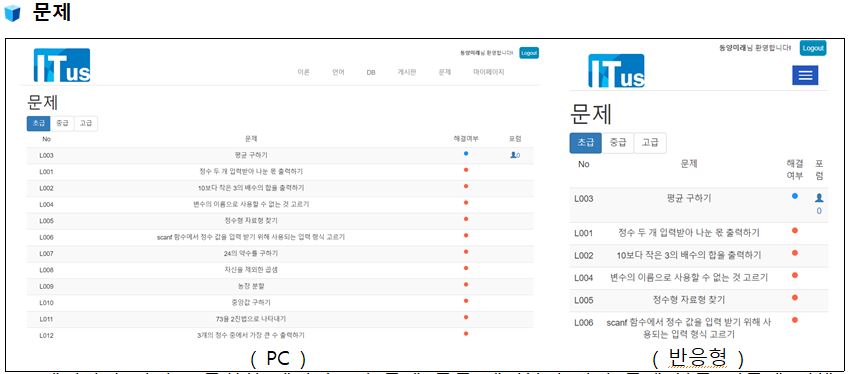 문제
ITus
동양미래님 환영합니다! Logout
이론 언어 DB 게시판 문제 마이페이지
문제
초급 중급 고급
No 문제 해결여부 포럼
L003 평균 구하기 0
L001 정수 두 개 입력받아 나눈 몫 출력하기
L002 10보다 작은 3의 배수의 합을 출력하기
L004 변수의 이름으로 사용할 수 없는 것 고르기
L005 정수형 자료형 찾기
L006 scanf 함수에서 정수 값을 입력 받기 위해 사용되는 입력 형식 고르기
L007 24의 약수를 구하기
L008 자신을 제외한 곱셈
L009 농장 분할
L010 중앙값 구하기
L011 73을 2진법으로 나타내기
L012 3개의 정수 중에서 가장 큰 수 출력하기
( PC )
동양미래님 환영합니다! Logout
ITus
문제
초급 중급 고급
No 문제 해결
여부 포
럼
L003 평균 구하기 0
L001 정수 두 개 입력받아 나눈 몫 출력하기
L002 10보다 작은 3의 배수의 합을 출력하기
L004 변수의 이름으로 사용할 수 없는 것 고르기
L005 정수형 자료형 찾기
L006 scanf 함수에서 정수 값을 입력 받기 위해 사
용되는 입력 형식 고르기
( 반응형 )